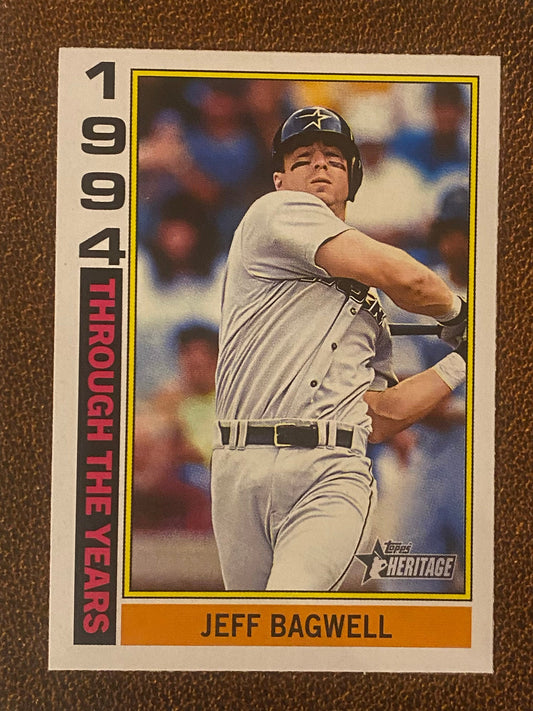 1994
THROUGH THE YEARS
Topps
HERITAGE
JEFF BAGWELL